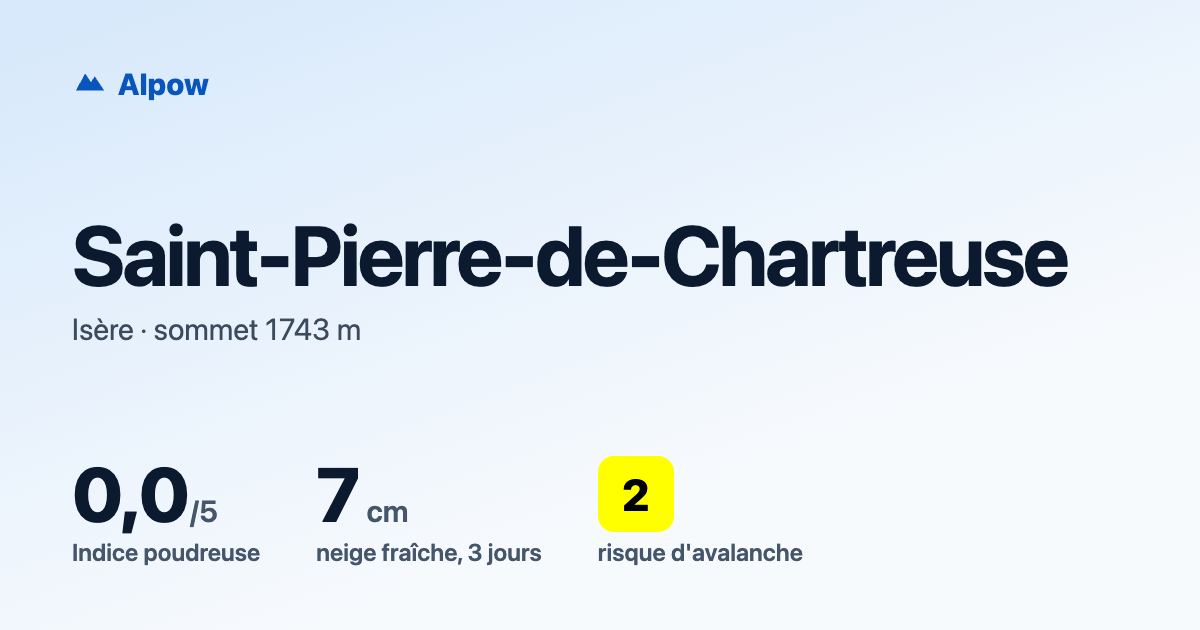 Alpow
Saint-Pierre-de-Chartreuse
Isère · sommet 1743 m
0,0/5
7 cm
2
Indice poudreuse
neige fraîche, 3 jours
risque d'avalanche